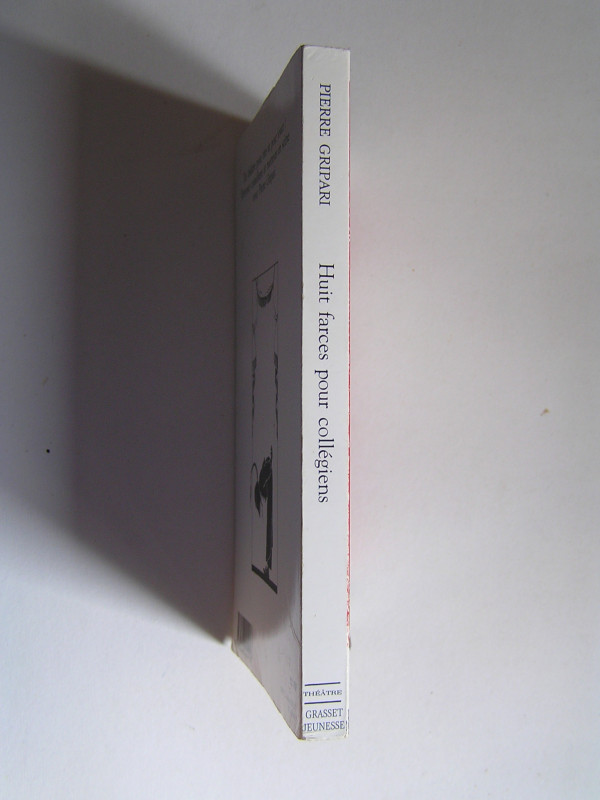 PIERRE GRIPARI
Huit farces pour collégiens
THÉÂTRE
GRASSET
JEUNESSE